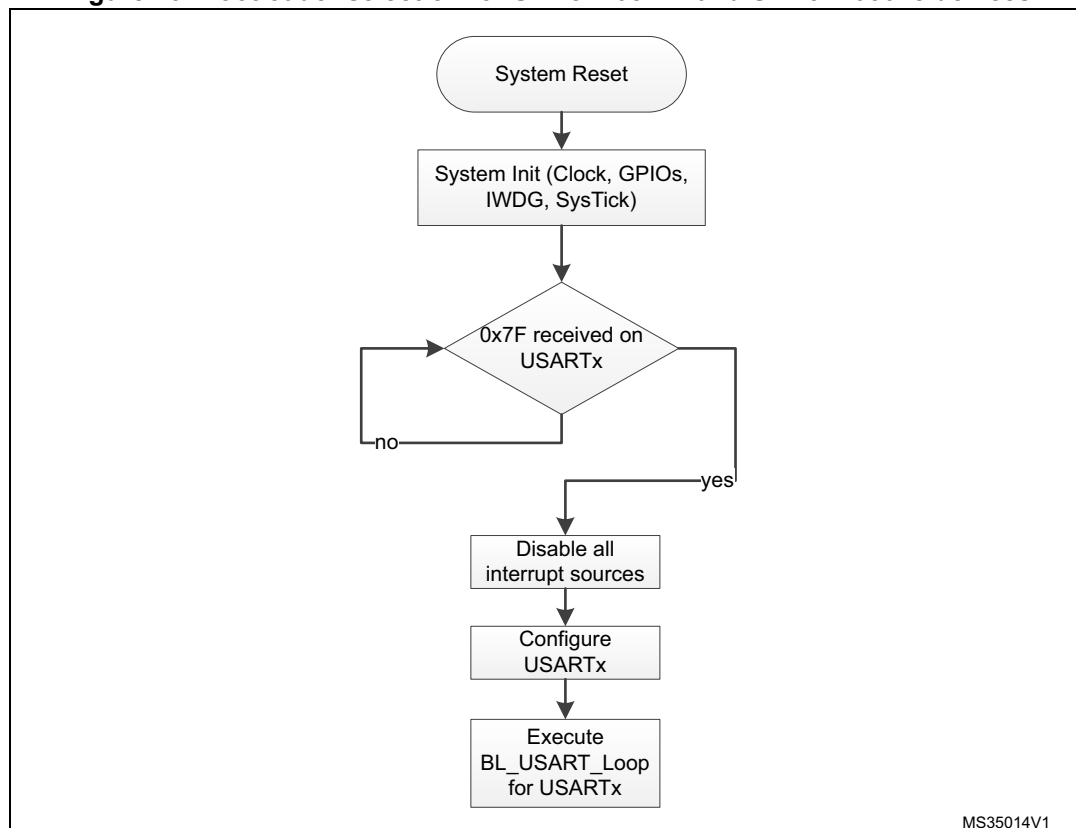 System Reset
System Init (Clock, GPIOs,
IWDG, SysTick)
0x7F received on
USARTx
no
yes
Disable all
interrupt sources
Configure
USARTx
Execute
BL_USART_Loop
for USARTx
MS35014V1